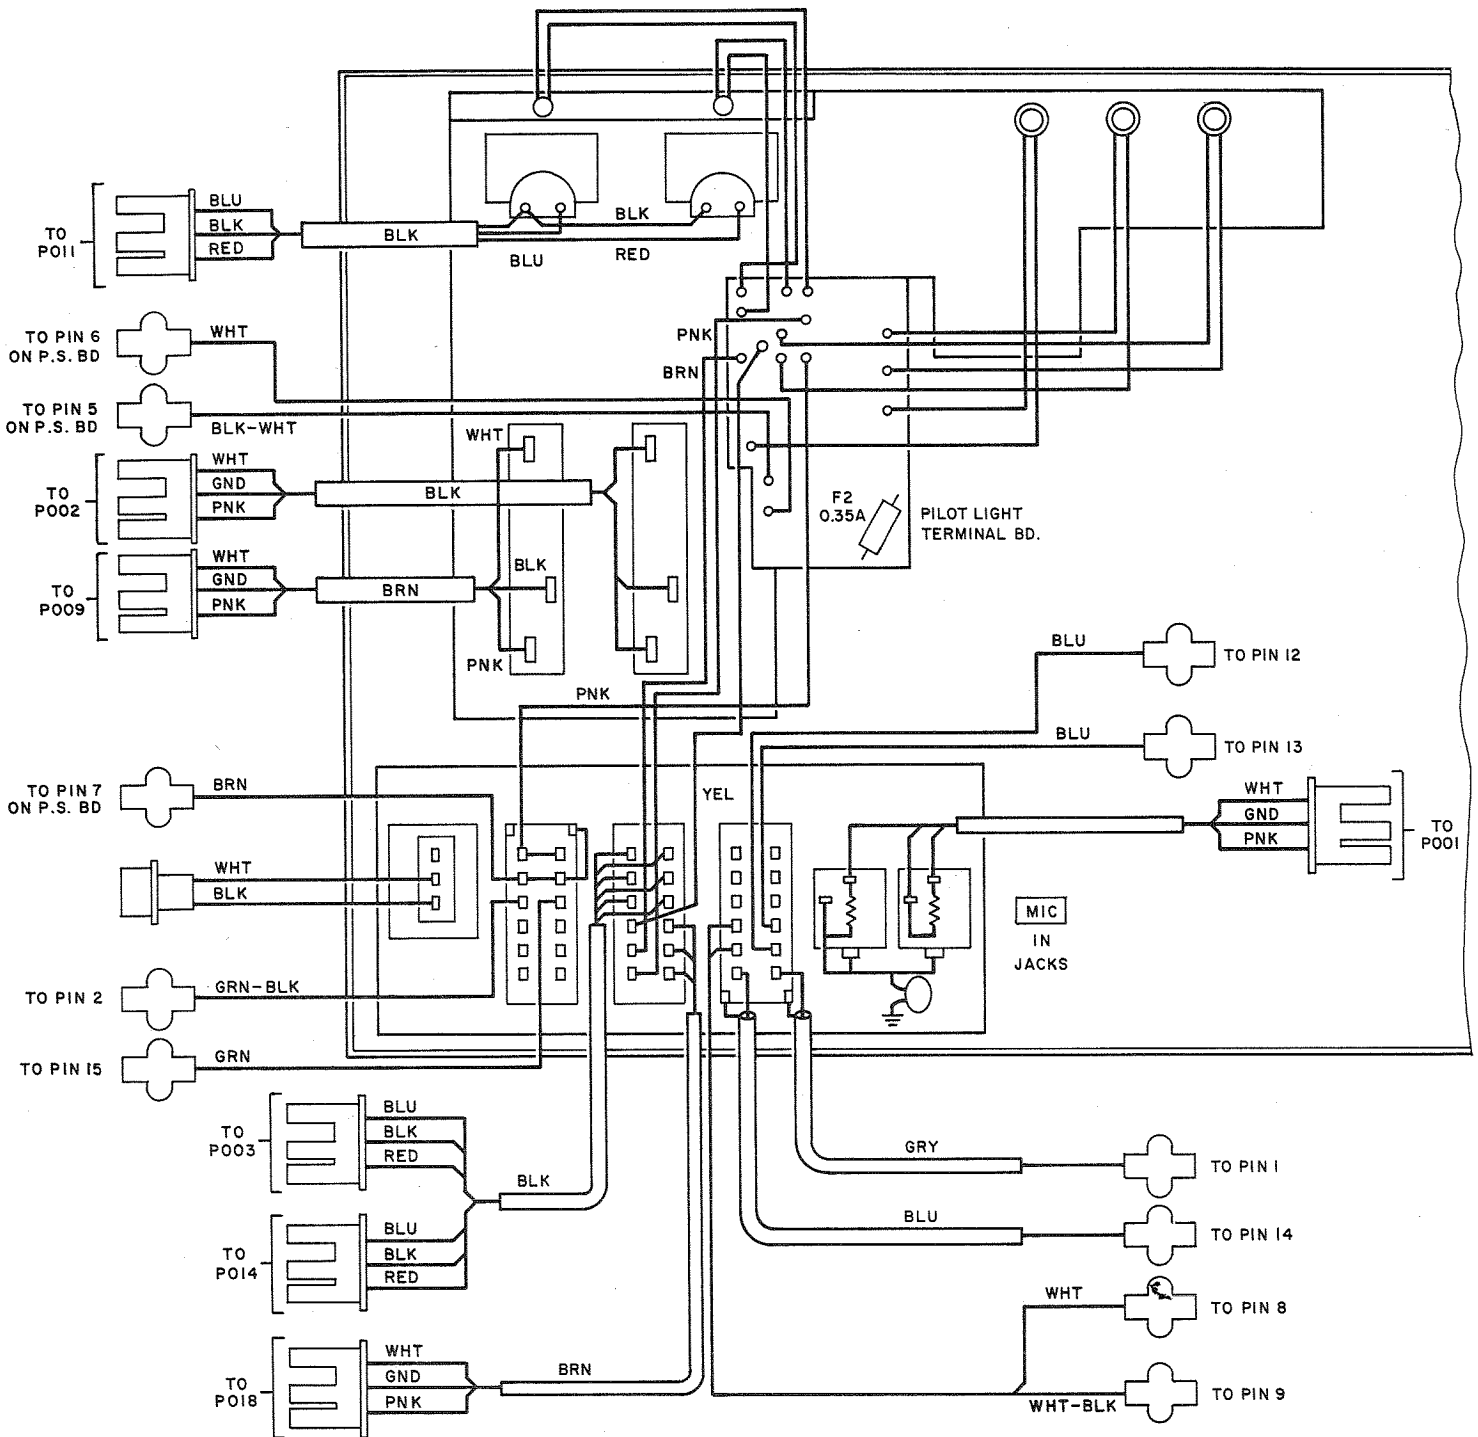 BLU
BLK
RED
TO
P011
BLK
BLU
BLK
RED
TO PIN 6
ON P.S. BD
WHT
PNK
BRN
TO PIN 5
ON P.S. BD
BLK-WHT
WHT
WHT
GND
PNK
TO
P002
BLK
F2
0.35A
PILOT LIGHT
TERMINAL BD.
WHT
GND
PNK
TO
P009
BRN
BLK
PNK
PNK
BLU
TO PIN 12
BLU
TO PIN 13
TO PIN 7
ON P.S. BD
BRN
YEL
WHT
GND
PNK
TO
P001
WHT
BLK
MIC
IN
JACKS
TO PIN 2
GRN-BLK
TO PIN 15
GRN
BLU
BLK
RED
TO
P003
BLK
GRY
TO PIN 1
BLU
BLK
RED
TO
P014
BLU
TO PIN 14
WHT
TO PIN 8
WHT
GND
PNK
TO
P018
BRN
WHT-BLK
TO PIN 9